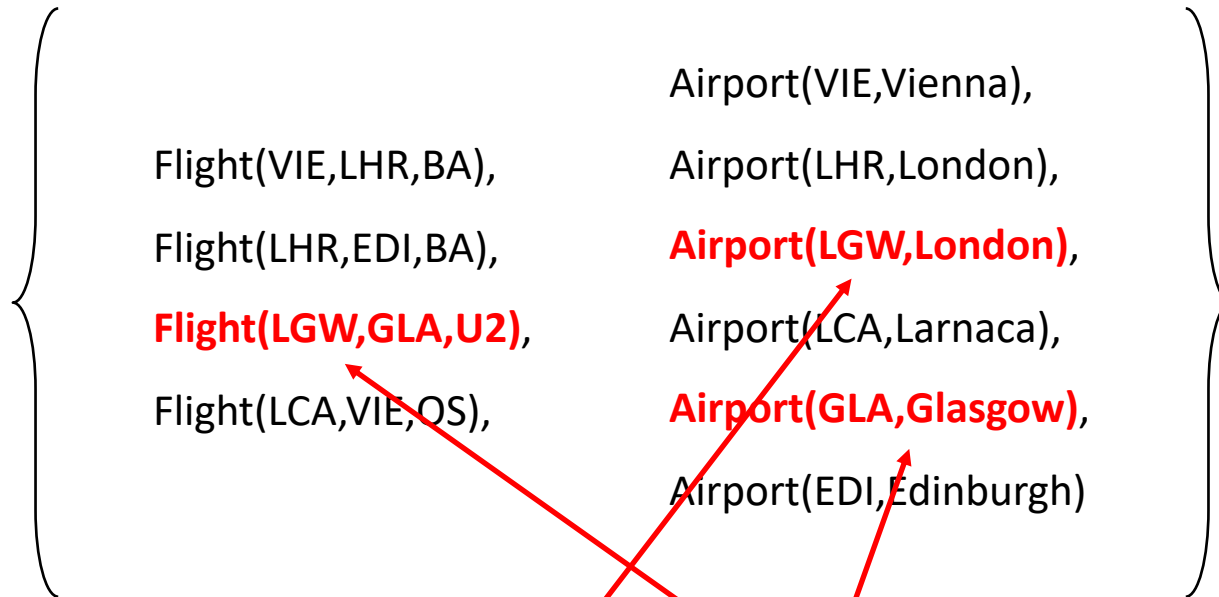 Flight(VIE,LHR,BA),
Flight(LHR,EDI,BA),
Flight(LGW,GLA,U2),
Flight(LCA,VIE,OS),
Airport(VIE,Vienna),
Airport(LHR,London),
Airport(LGW,London),
Airport(LCA,Larnaca),
Airport(GLA,Glasgow),
Airport(EDI,Edinburgh)